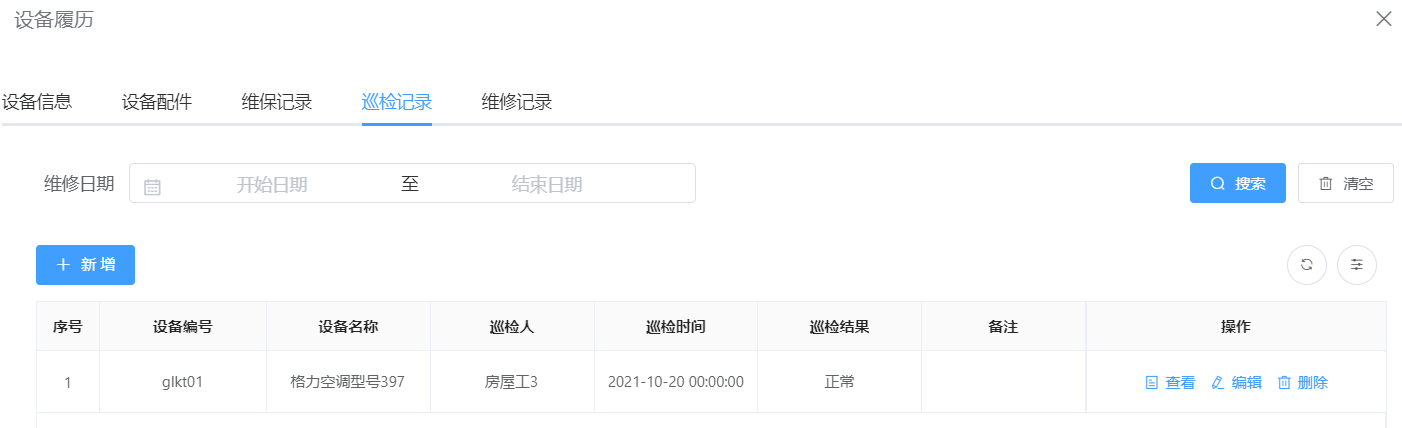 设备履历
设备信息 设备配件 维保记录 巡检记录 维修记录
维修日期 开始日期 至 结束日期 搜索 清空
新增
序号 设备编号 设备名称 巡检人 巡检时间 巡检结果 备注 操作
1 glkt01 格力空调型号397 房屋工3 2021-10-20 00:00:00 正常 查看 编辑 删除